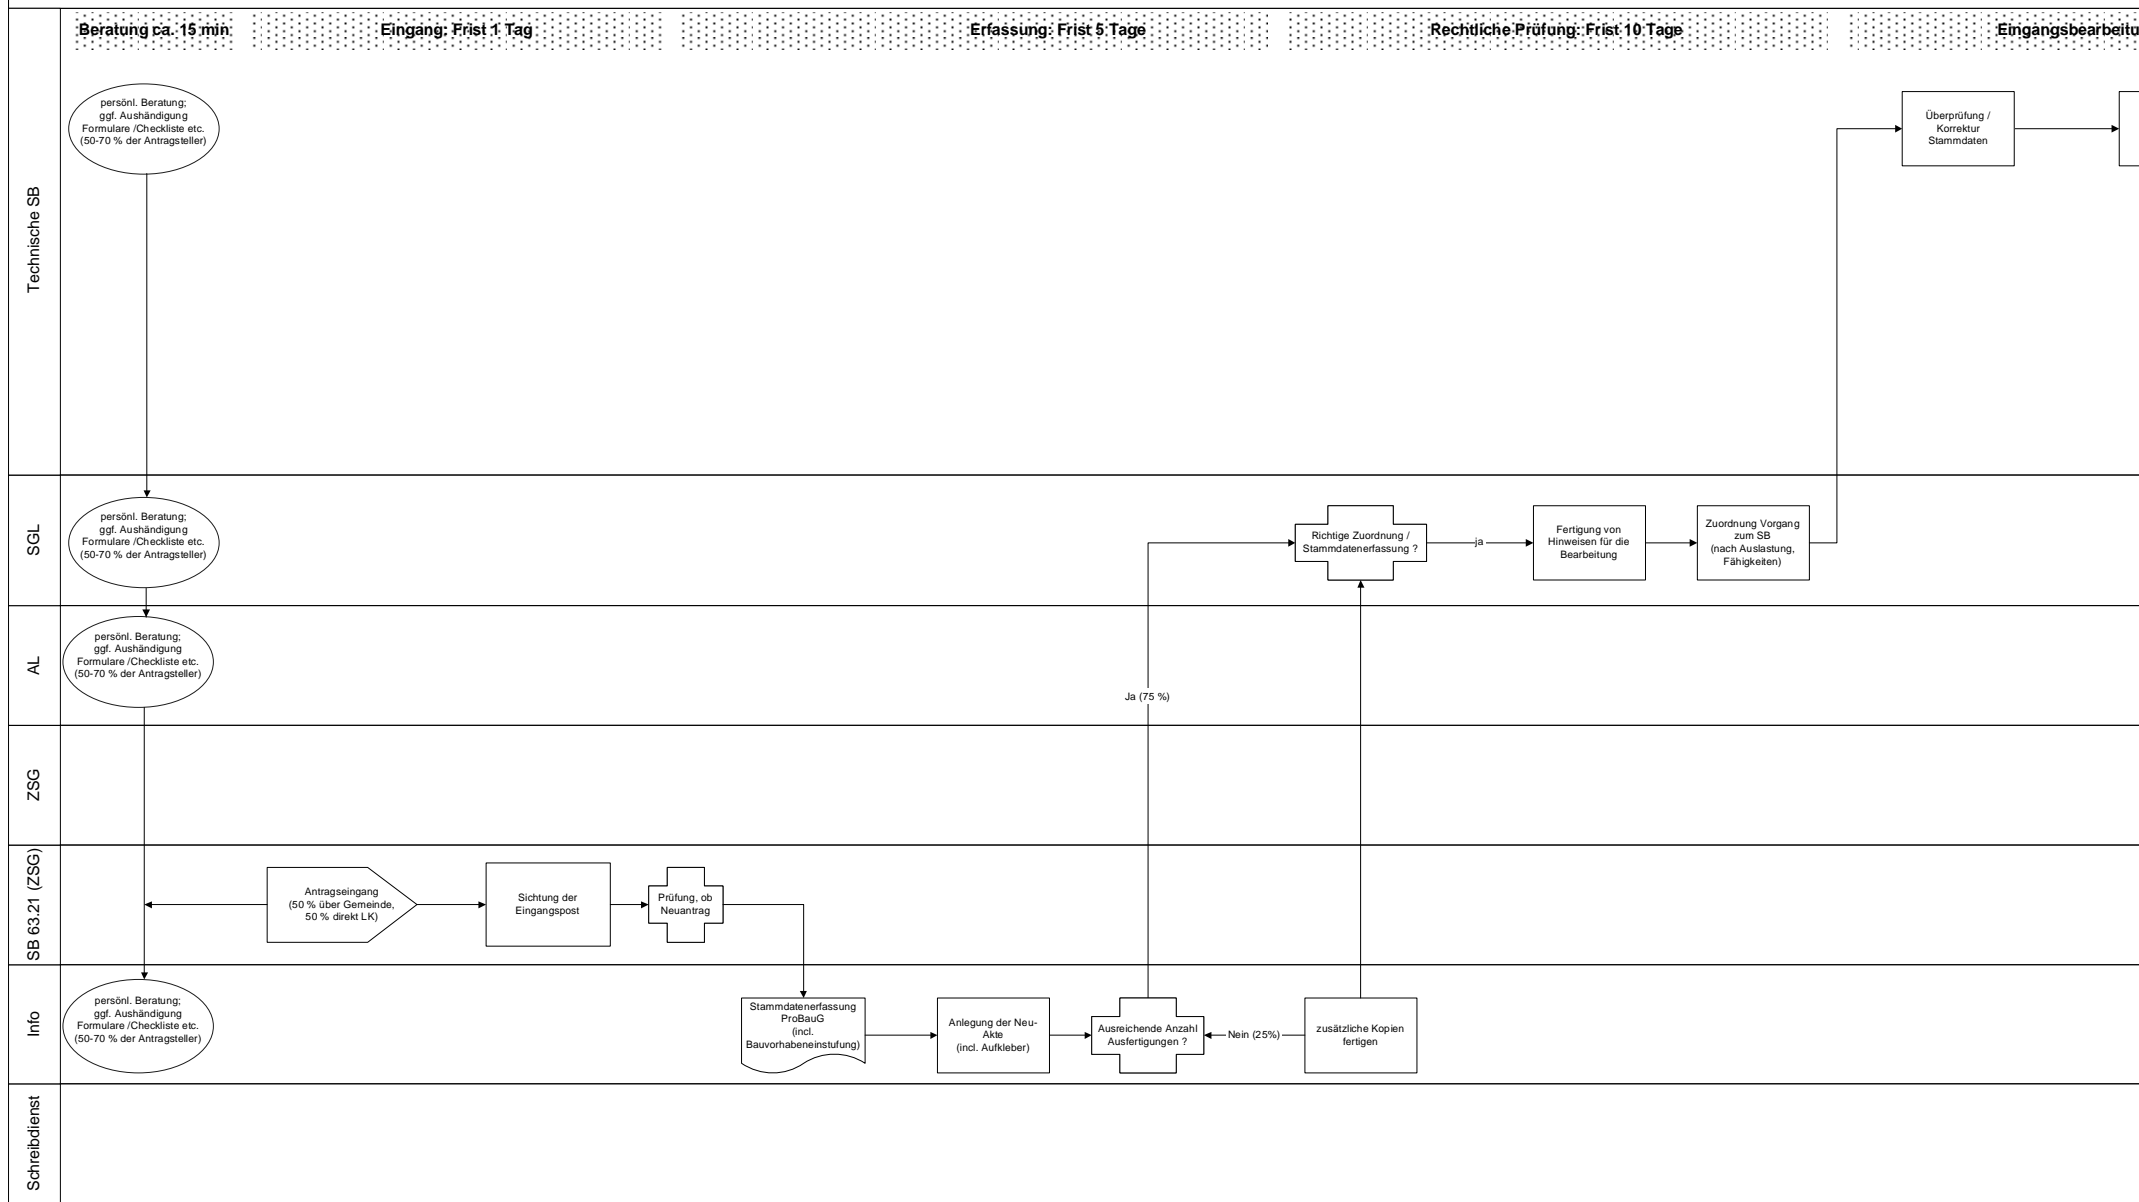 Beratung ca. 15 min
Eingang: Frist 1 Tag
Erfassung: Frist 5 Tage
Rechtliche Prüfung: Frist 10 Tage
Eingangsbearbeitu
Technische SB
persönl. Beratung;
ggf. Aushändigung
Formulare /Checkliste etc.
(50-70 % der Antragsteller)
Überprüfung /
Korrektur
Stammdaten
SGL
persönl. Beratung;
ggf. Aushändigung
Formulare /Checkliste etc.
(50-70 % der Antragsteller)
Richtige Zuordnung /
Stammdatenerfassung ?
ja
Fertigung von
Hinweisen für die
Bearbeitung
Zuordnung Vorgang
zum SB
(nach Auslastung,
Fähigkeiten)
AL
persönl. Beratung;
ggf. Aushändigung
Formulare /Checkliste etc.
(50-70 % der Antragsteller)
Ja (75 %)
ZSG
SB 63.21 (ZSG)
Antragseingang
(50 % über Gemeinde,
50 % direkt LK)
Sichtung der
Eingangspost
Prüfung, ob
Neuantrag
Info
persönl. Beratung;
ggf. Aushändigung
Formulare /Checkliste etc.
(50-70 % der Antragsteller)
Stammdatenerfassung
ProBauG
(incl.
Bauvorhabeneinstufung)
Anlegung der Neu-
Akte
(incl. Aufkleber)
Ausreichende Anzahl
Ausfertigungen ?
Nein (25%)
zusätzliche Kopien
fertigen
Schreibdienst